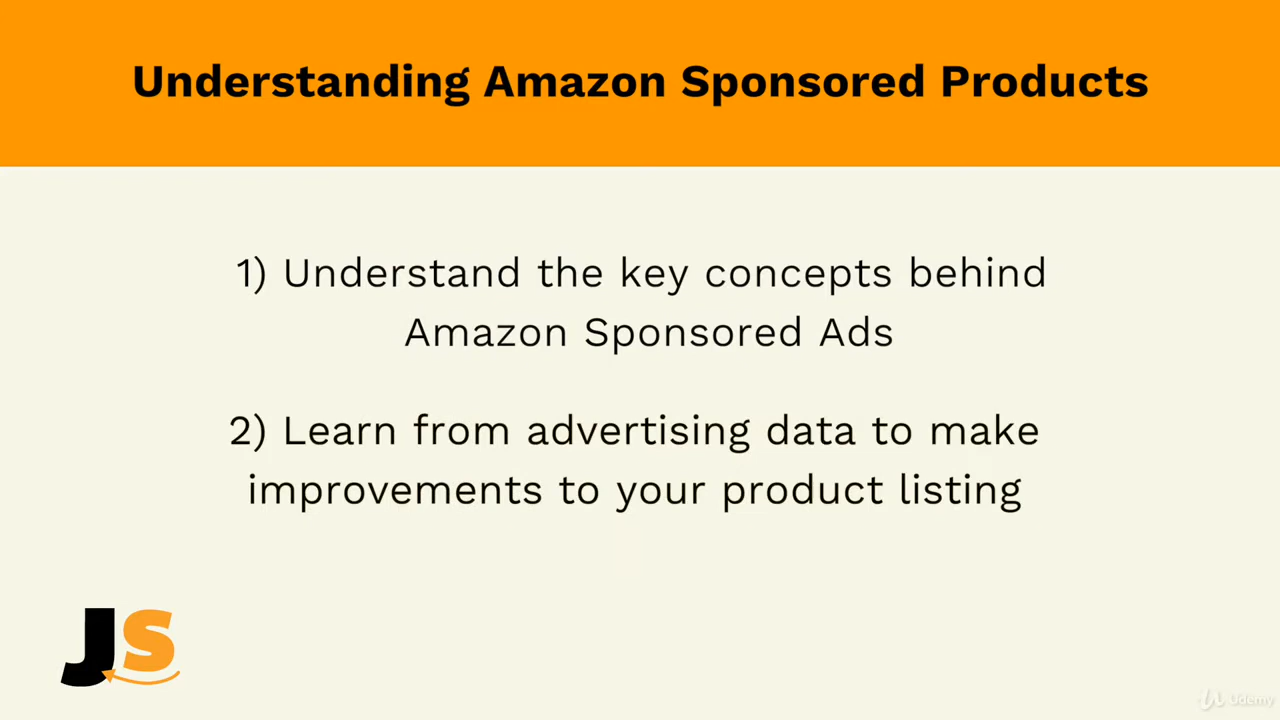 Understanding Amazon Sponsored Products
1) Understand the key concepts behind
Amazon Sponsored Ads
2) Learn from advertising data to make
improvements to your product listing
JS
Udemy